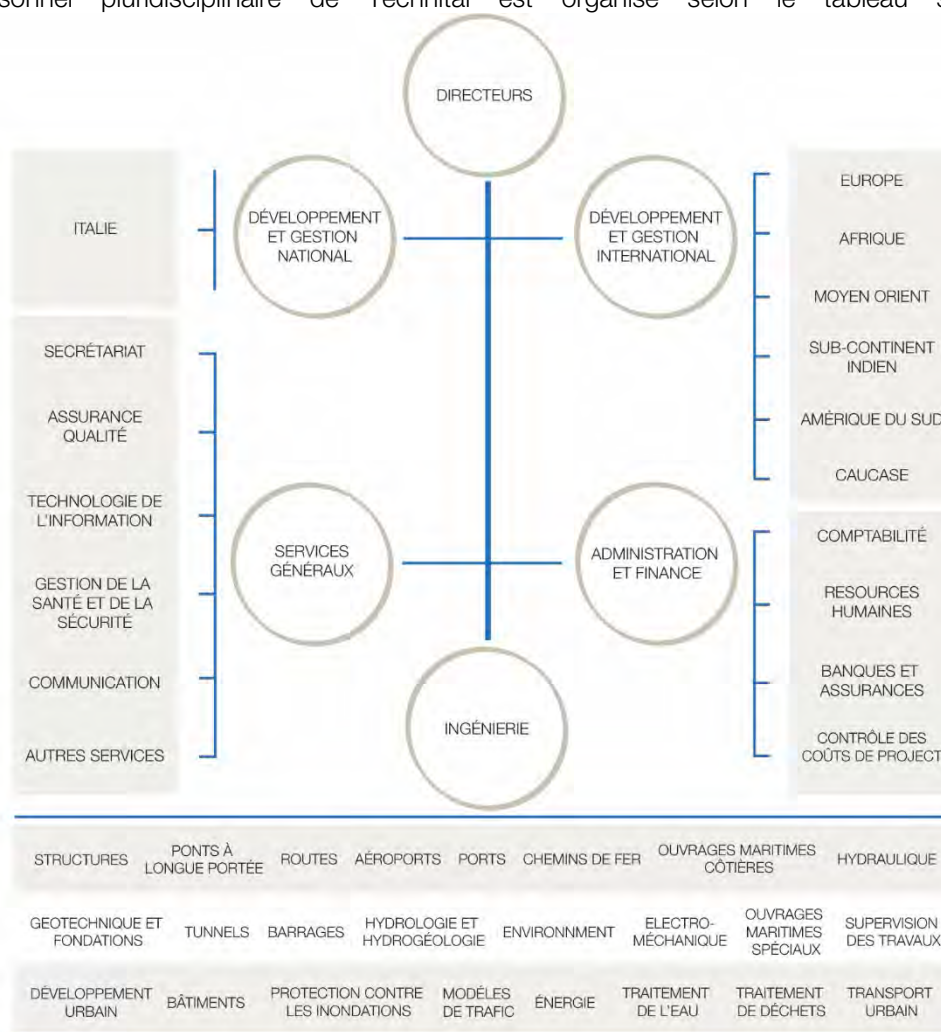 pluridisciplinaire de Technital est organisé selon le tableau
DIRECTEURS
ITALIE
DÉVELOPPEMENT
ET GESTION
NATIONAL
DÉVELOPPEMENT
ET GESTION
INTERNATIONAL
EUROPE
AFRIQUE
MOYEN ORIENT
SUB-CONTINENT
INDIEN
AMÉRIQUE DU SUD
CAUCASE
SECRÉTARIAT
ASSURANCE
QUALITÉ
TECHNOLOGIE DE
L'INFORMATION
GESTION DE LA
SANTÉ ET DE LA
SÉCURITÉ
COMMUNICATION
AUTRES SERVICES
SERVICES
GÉNÉRAUX
ADMINISTRATION
ET FINANCE
COMPTABILITÉ
RESOURCES
HUMAINES
BANQUES ET
ASSURANCES
CONTRÔLE DES
COÛTS DE PROJECT
INGÉNIERIE
STRUCTURES
PONTS À
LONGUE PORTÉE
ROUTES
AÉROPORTS
PORTS
CHEMINS DE FER
OUVRAGES MARITIMES
CÔTIÈRES
HYDRAULIQUE
GEOTECHNIQUE ET
FONDATIONS
TUNNELS
BARRAGES
HYDROLOGIE ET
HYDROGÉOLOGIE
ENVIRONNMENT
ELECTRO-
MÉCHANIQUE
OUVRAGES
MARITIMES
SPÉCIAUX
SUPERVISION
DES TRAVAUX
DÉVELOPPEMENT
URBAIN
BÂTIMENTS
PROTECTION CONTRE
LES INONDATIONS
MODÈLES
DE TRAFIC
ÉNERGIE
TRAITEMENT
DE L'EAU
TRAITEMENT
DE DÉCHETS
TRANSPORT
URBAIN